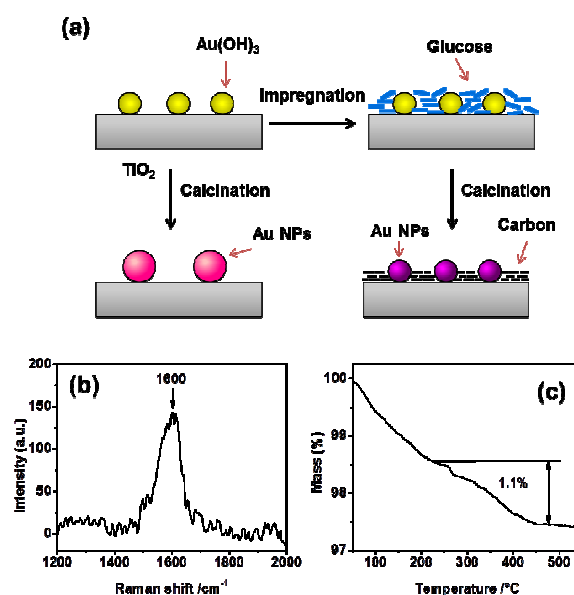 (a)
Au(OH)₃
Glucose
Impregnation
TiO₂
Calcination
Calcination
Au NPs
Au NPs
Carbon
(b)
1600
200
150
100
50
0
Intensity (a.u.)
1200 1400 1600 1800 2000
Raman shift /cm⁻¹
(c)
100
99
98
97
Mass (%)
1.1%
100 200 300 400 500
Temperature /°C